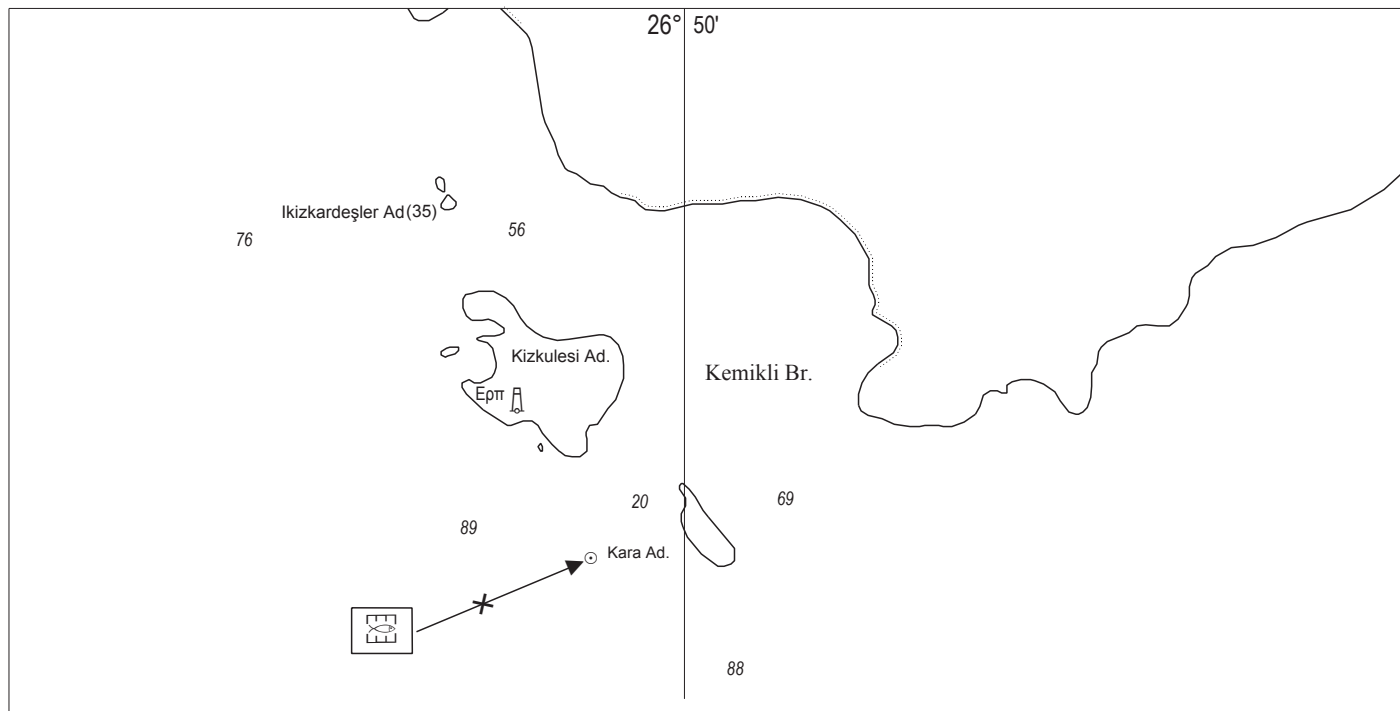 26° 50'
Ikizkardeşler Ad (35)
56
76
Kizkulesi Ad.
Kemikli Br.
Ερπ
20
69
89
Kara Ad.
88